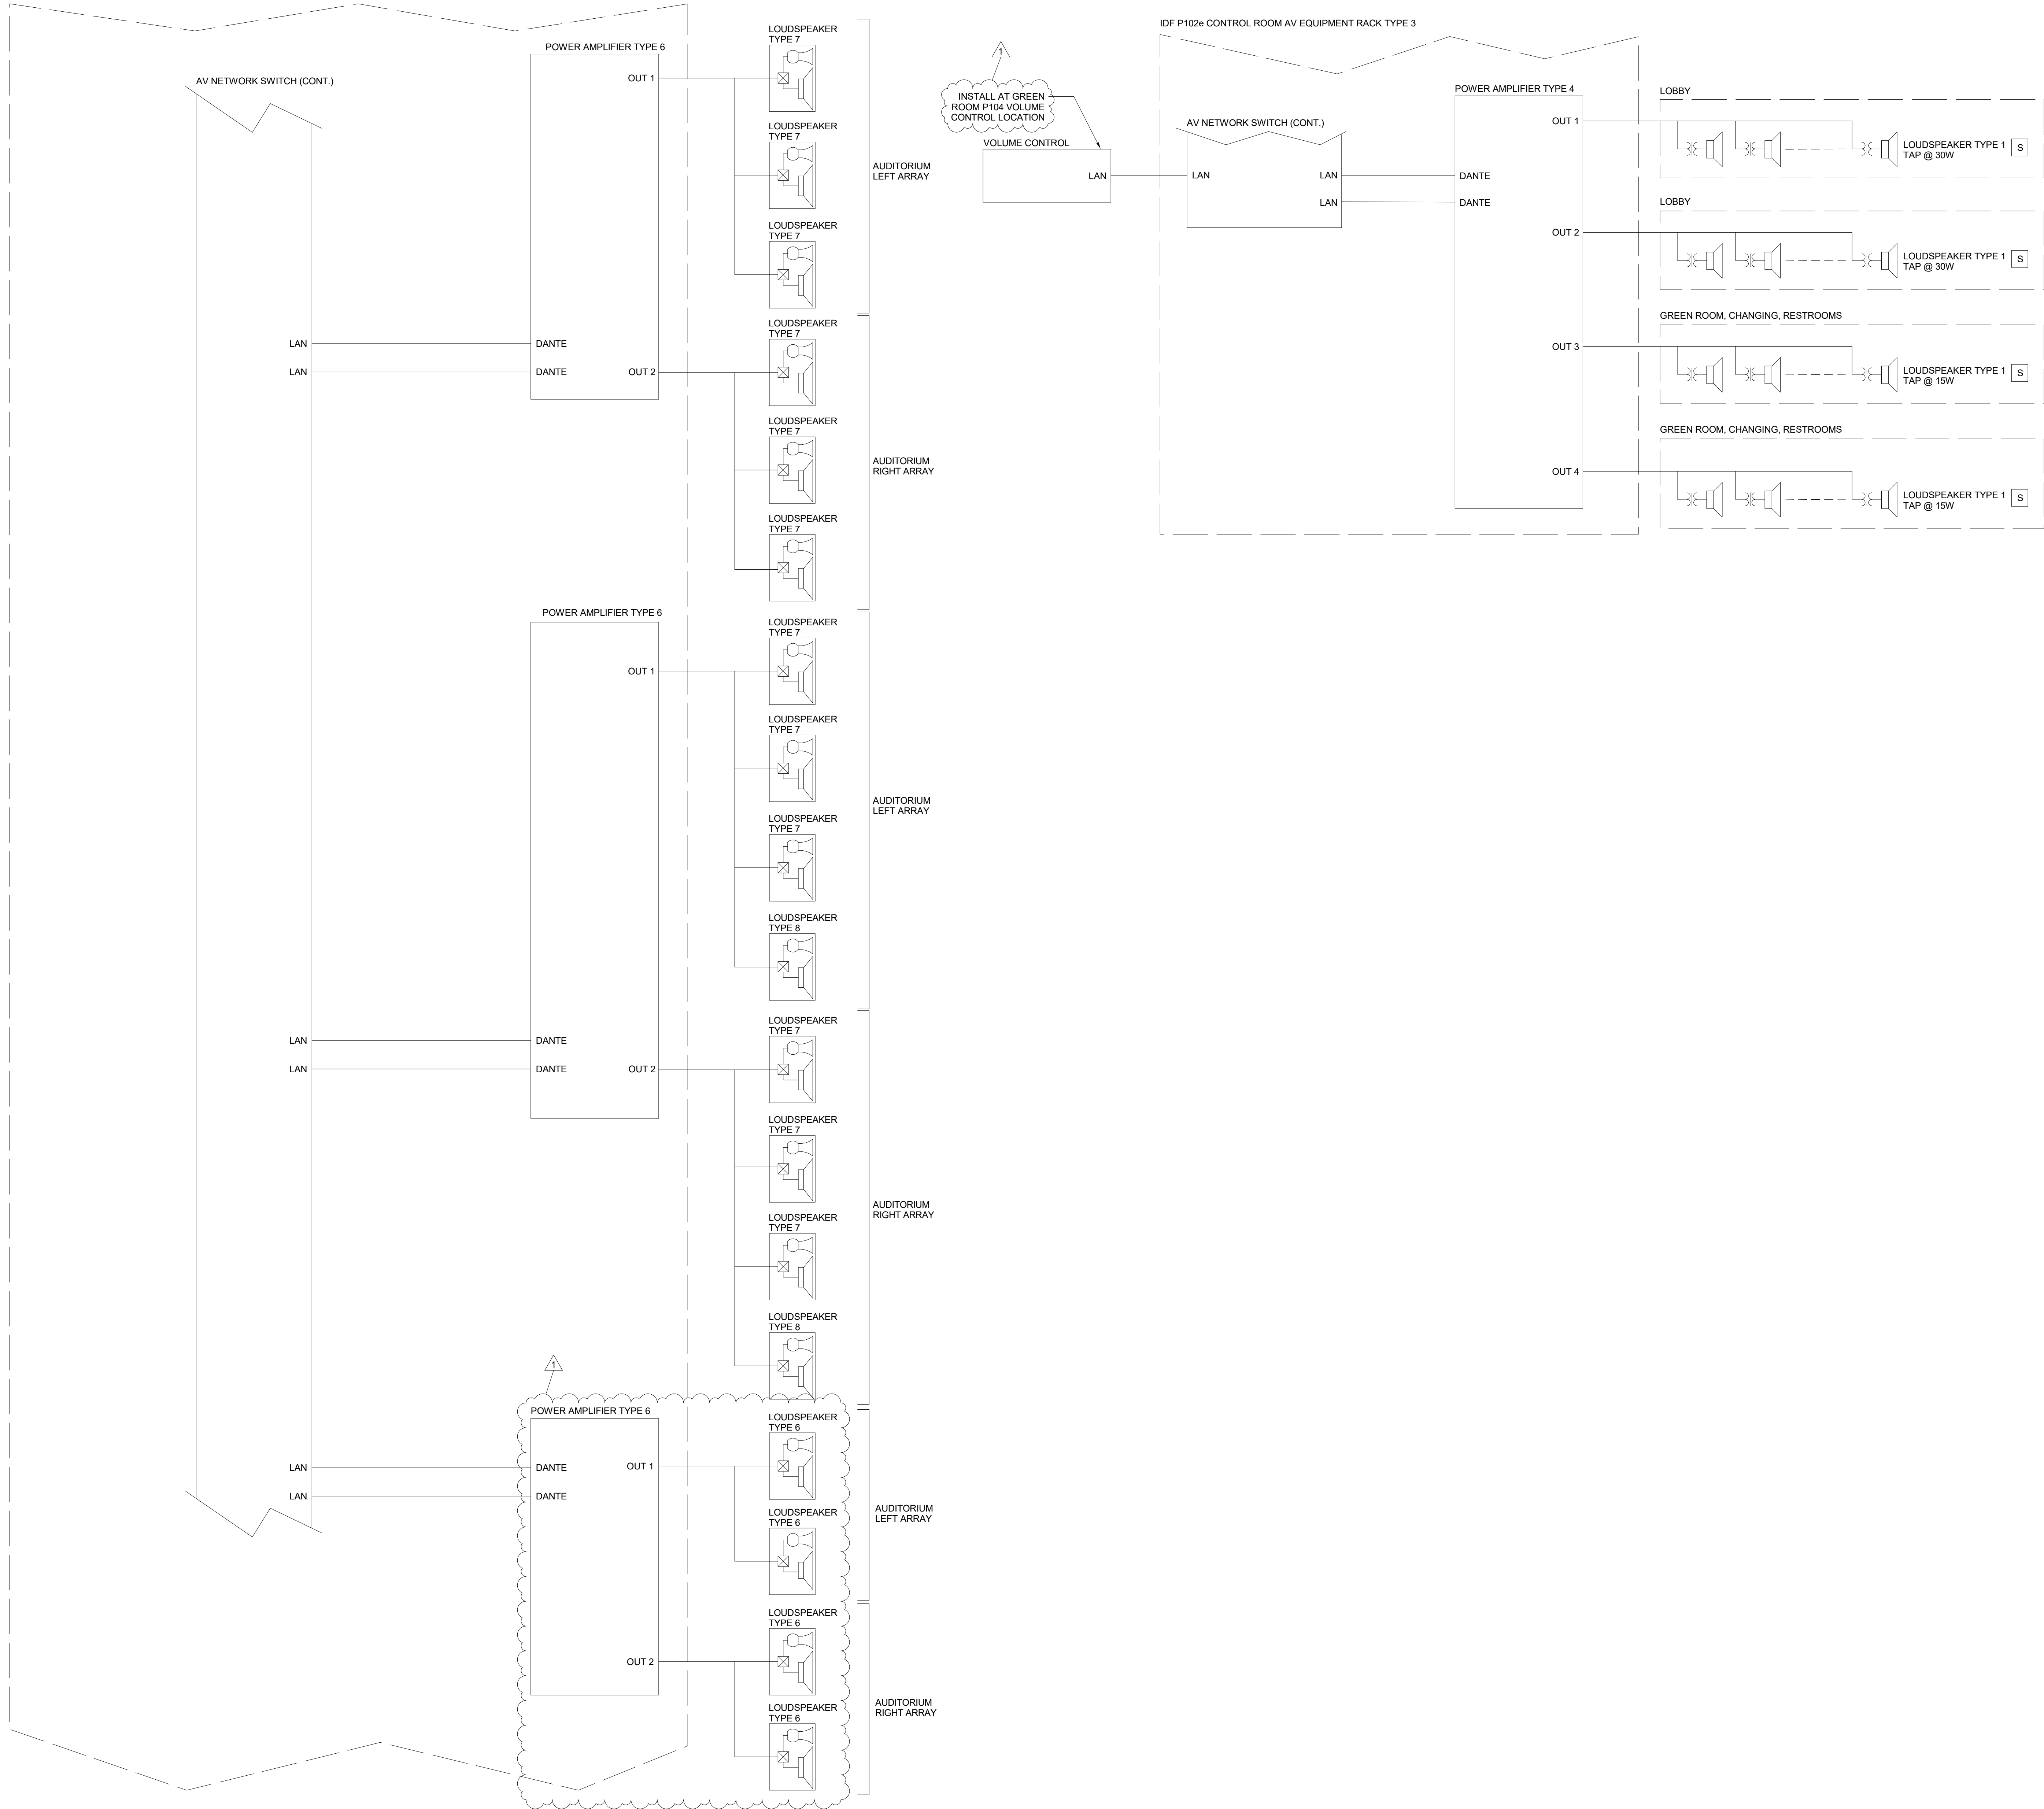 AV NETWORK SWITCH (CONT.)
POWER AMPLIFIER TYPE 6
OUT 1
LAN
DANTE
LAN
DANTE
OUT 2
LOUDSPEAKER
TYPE 7
LOUDSPEAKER
TYPE 7
LOUDSPEAKER
TYPE 7
AUDITORIUM
LEFT ARRAY
LOUDSPEAKER
TYPE 7
LOUDSPEAKER
TYPE 7
LOUDSPEAKER
TYPE 7
AUDITORIUM
RIGHT ARRAY
POWER AMPLIFIER TYPE 6
OUT 1
LAN
DANTE
LAN
DANTE
OUT 2
LOUDSPEAKER
TYPE 7
LOUDSPEAKER
TYPE 7
LOUDSPEAKER
TYPE 7
LOUDSPEAKER
TYPE 8
AUDITORIUM
LEFT ARRAY
LOUDSPEAKER
TYPE 7
LOUDSPEAKER
TYPE 7
LOUDSPEAKER
TYPE 7
LOUDSPEAKER
TYPE 8
AUDITORIUM
RIGHT ARRAY
1
POWER AMPLIFIER TYPE 6
LAN
DANTE
OUT 1
LAN
DANTE
OUT 2
LOUDSPEAKER
TYPE 6
LOUDSPEAKER
TYPE 6
AUDITORIUM
LEFT ARRAY
LOUDSPEAKER
TYPE 6
LOUDSPEAKER
TYPE 6
AUDITORIUM
RIGHT ARRAY
1
INSTALL AT GREEN
ROOM P104 VOLUME
CONTROL LOCATION
VOLUME CONTROL
LAN
IDF P102e CONTROL ROOM AV EQUIPMENT RACK TYPE 3
AV NETWORK SWITCH (CONT.)
LAN
LAN
LAN
POWER AMPLIFIER TYPE 4
DANTE
DANTE
OUT 1
OUT 2
OUT 3
OUT 4
LOBBY
LOUDSPEAKER TYPE 1
TAP @ 30W
S
LOBBY
LOUDSPEAKER TYPE 1
TAP @ 30W
S
GREEN ROOM, CHANGING, RESTROOMS
LOUDSPEAKER TYPE 1
TAP @ 15W
S
GREEN ROOM, CHANGING, RESTROOMS
LOUDSPEAKER TYPE 1
TAP @ 15W
S